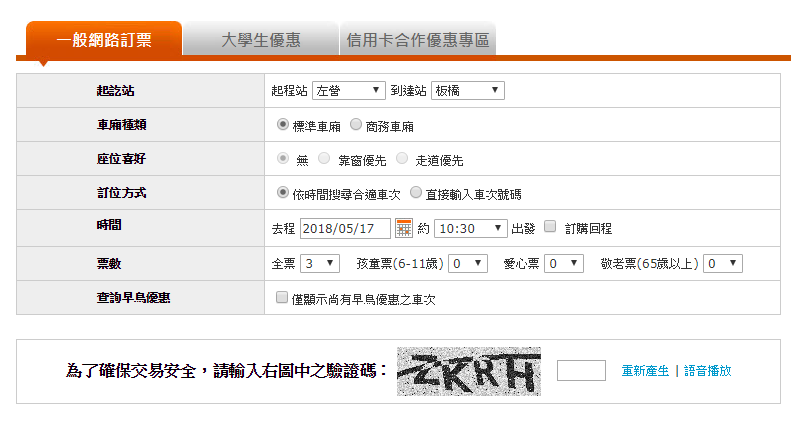 一般網路訂票 大學生優惠 信用卡合作優惠專區
起訖站 起程站 左營 到達站 板橋
車廂種類 標準車廂 商務車廂
座位喜好 無 靠窗優先 走道優先
訂位方式 依時間搜尋合適車次 直接輸入車次號碼
時間 去程 2018/05/17 約 10:30 出發 訂購回程
票數 全票 3 孩童票(6-11歲) 0 愛心票 0 敬老票(65歲以上) 0
查詢早鳥優惠 僅顯示尚有早鳥優惠之車次
為了確保交易安全，請輸入右圖中之驗證碼： ZKRH 重新產生 | 語音播放